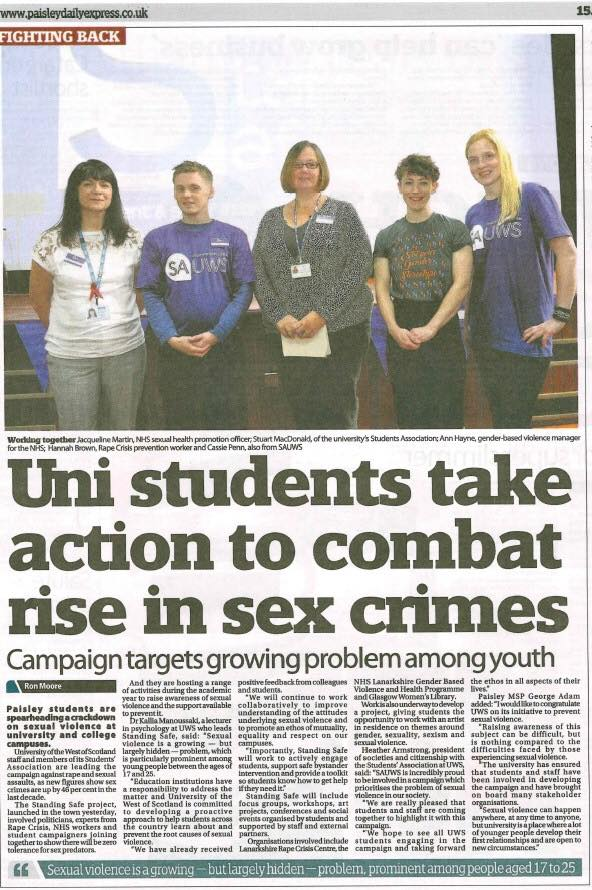 www.paisleydailyexpress.co.uk
15
FIGHTING BACK
SAUWS
SAUWS
Working together Jacqueline Martin, NHS sexual health promotion officer; Stuart MacDonald, of the university's Students Association; Ann Hayne, gender-based violence manager
for the NHS; Hannah Brown, Rape Crisis prevention worker and Cassie Penn, also from SAUWS
Uni students take
action to combat
rise in sex crimes
Campaign targets growing problem among youth
Ron Moore
Paisley students are
spearheading a crackdown
on sexual violence at
university and college
campuses.
University of the West of Scotland
staff and members of its Students'
Association are leading the
campaign against rape and sexual
assaults, as new figures show sex
crimes are up by 46 per cent in the
last decade.
The Standing Safe project,
launched in the town yesterday,
involved politicians, experts from
Rape Crisis, NHS workers and
student campaigners joining
together to show there will be zero
tolerance for sex predators.
And they are hosting a range
of activities during the academic
year to raise awareness of sexual
violence and the support available
to prevent it.
Dr Kallia Manoussaki, a lecturer
in psychology at UWS who leads
Standing Safe, said: "Sexual
violence is a growing — but
largely hidden — problem, which
is particularly prominent among
young people between the ages of
17 and 25.
"Education institutions have
a responsibility to address the
matter and University of the
West of Scotland is committed
to developing a proactive
approach to help students across
the country learn about and
prevent the root causes of sexual
violence.
"We have already received
positive feedback from colleagues
and students.
"We will continue to work
collaboratively to improve
understanding of the attitudes
underlying sexual violence and
to promote an ethos of mutuality,
equality and respect on our
campuses.
"Importantly, Standing Safe
will work to actively engage
students, support safe bystander
intervention and provide a toolkit
so students know how to get help
if they need it."
Standing Safe will include
focus groups, workshops, art
projects, conferences and social
events organised by students and
supported by staff and external
partners.
Organisations involved include
Lanarkshire Rape Crisis Centre, the
NHS Lanarkshire Gender Based
Violence and Health Programme
and Glasgow Women's Library.
Work is also underway to develop
a project, giving students the
opportunity to work with an artist
in residence on themes around
gender, sexuality, sexism and
sexual violence.
Heather Armstrong, president
of societies and citizenship with
the Students' Association at UWS,
said: "SAUWS is incredibly proud
to be involved in a campaign which
prioritises the problem of sexual
violence in our society.
"We are really pleased that
students and staff are coming
together to highlight it with this
campaign.
"We hope to see all UWS
students engaging in the
campaign and taking forward
the ethos in all aspects of their
lives."
Paisley MSP George Adam
added: "I would like to congratulate
UWS on its initiative to prevent
sexual violence.
"Raising awareness of this
subject can be difficult, but
is nothing compared to the
difficulties faced by those
experiencing sexual violence.
"The university has ensured
that students and staff have
been involved in developing
the campaign and have brought
on board many stakeholder
organisations.
"Sexual violence can happen
anywhere, at any time to anyone,
but university is a place where a lot
of younger people develop their
first relationships and are open to
new circumstances."
“ Sexual violence is a growing — but largely hidden — problem, prominent among people aged 17 to 25